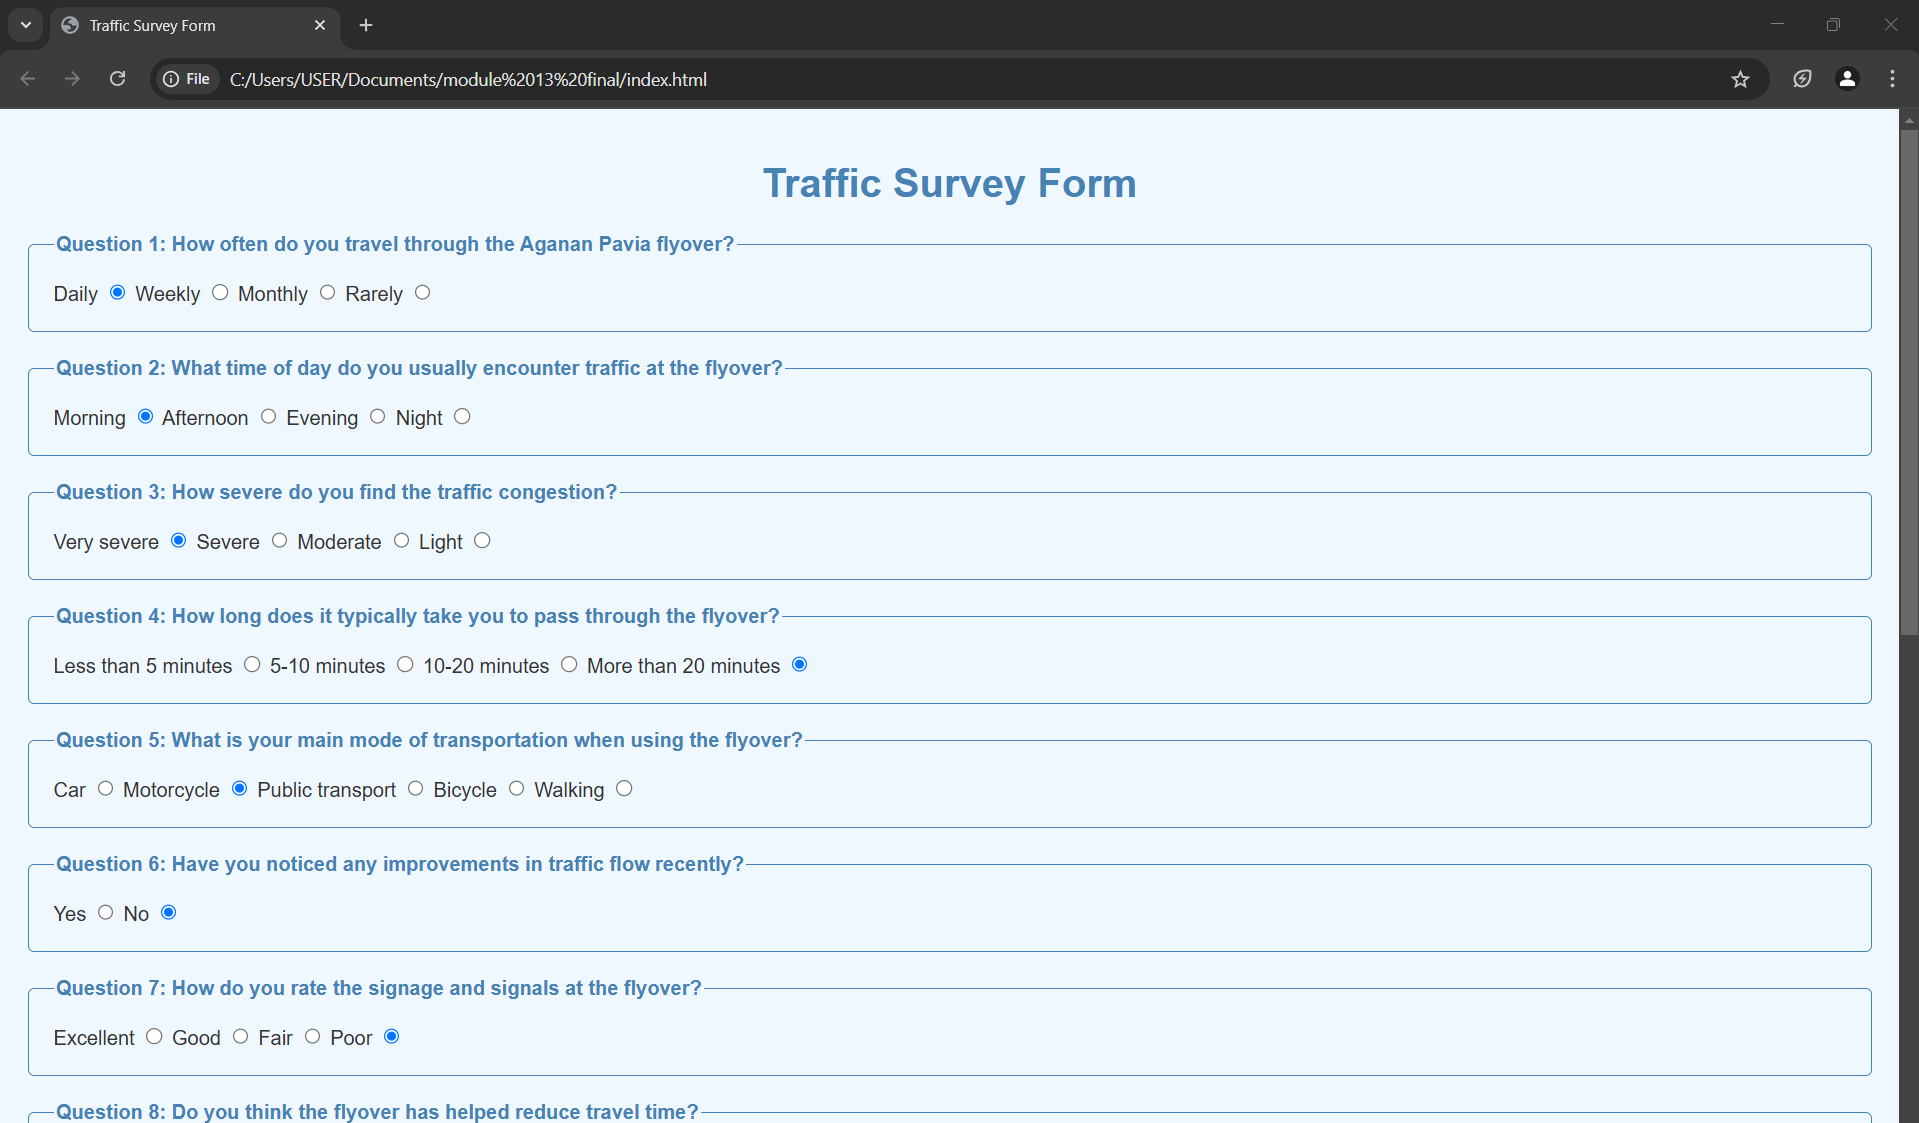 Traffic Survey Form
File C:/Users/USER/Documents/module%2013%20final/index.html
Traffic Survey Form
Question 1: How often do you travel through the Aganan Pavia flyover?
Daily Weekly Monthly Rarely
Question 2: What time of day do you usually encounter traffic at the flyover?
Morning Afternoon Evening Night
Question 3: How severe do you find the traffic congestion?
Very severe Severe Moderate Light
Question 4: How long does it typically take you to pass through the flyover?
Less than 5 minutes 5-10 minutes 10-20 minutes More than 20 minutes
Question 5: What is your main mode of transportation when using the flyover?
Car Motorcycle Public transport Bicycle Walking
Question 6: Have you noticed any improvements in traffic flow recently?
Yes No
Question 7: How do you rate the signage and signals at the flyover?
Excellent Good Fair Poor
Question 8: Do you think the flyover has helped reduce travel time?